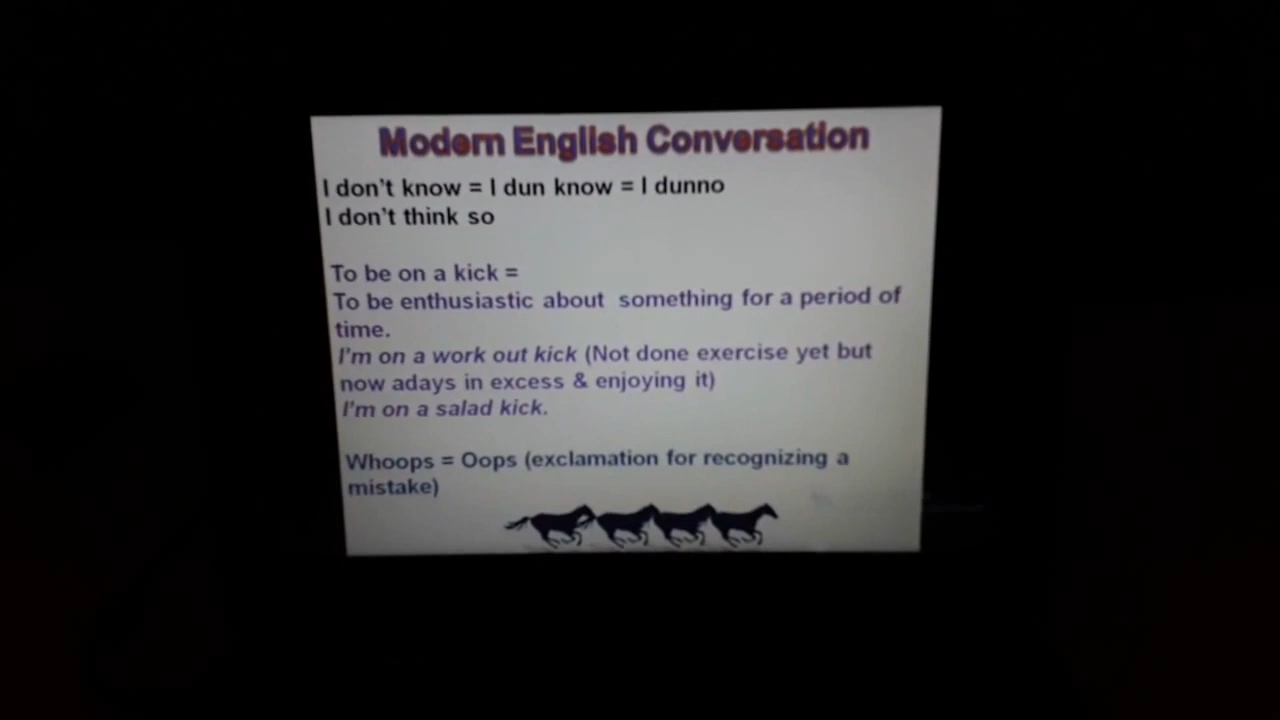 Modern English Conversation
I don't know = I dun know = I dunno
I don't think so
To be on a kick =
To be enthusiastic about something for a period of
time.
I'm on a work out kick (Not done exercise yet but
now adays in excess & enjoying it)
I'm on a salad kick.
Whoops = Oops (exclamation for recognizing a
mistake)